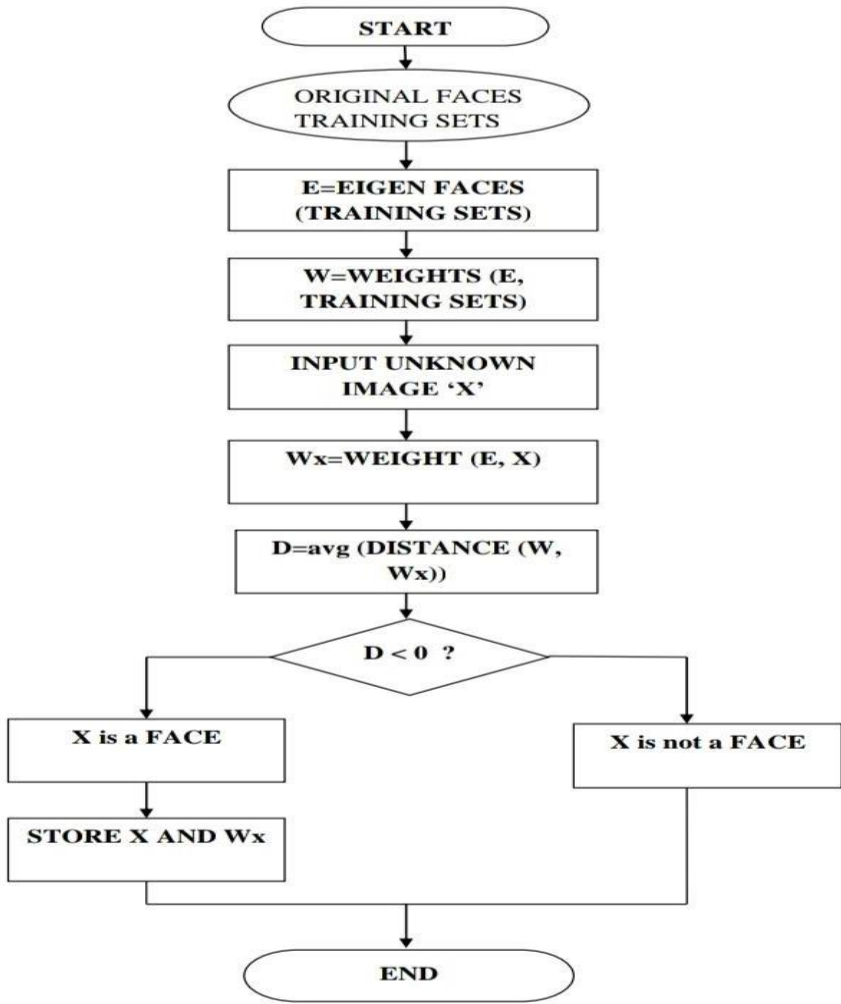 START
ORIGINAL FACES
TRAINING SETS
E=EIGEN FACES
(TRAINING SETS)
W=WEIGHTS (E,
TRAINING SETS)
INPUT UNKNOWN
IMAGE ‘X’
Wx=WEIGHT (E, X)
D=avg (DISTANCE (W,
Wx))
D < 0 ?
X is a FACE
X is not a FACE
STORE X AND Wx
END